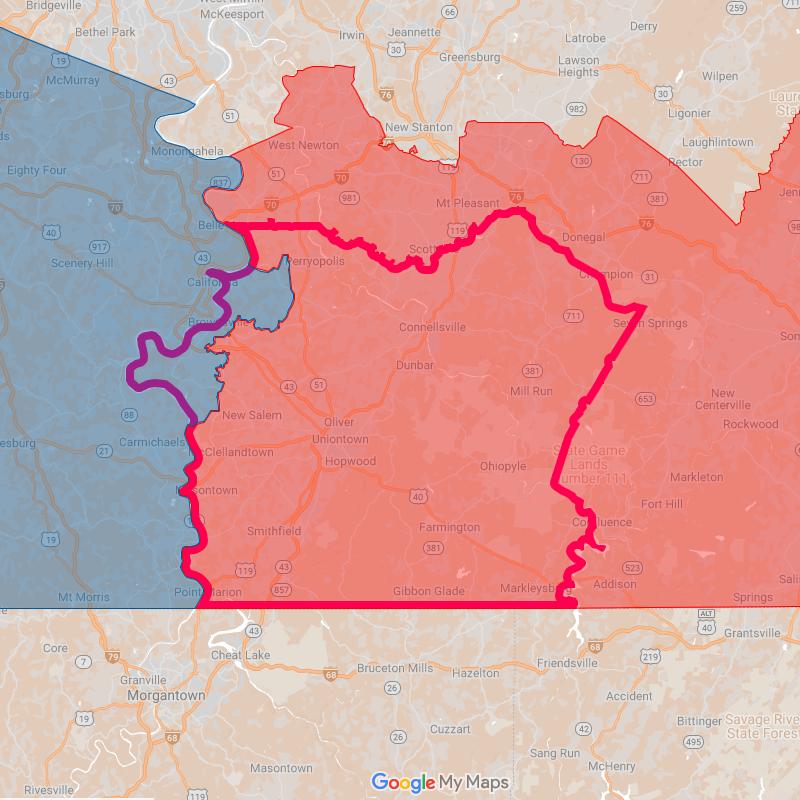 Bridgeville
McKeesport
66
Derry
259
711
Bethel Park
Irwin
Jeannette
Latrobe
30
Greensburg
19
Lawson
Heights
Wilpen
43
76
30
McMurray
982
51
Ligonier
New Stanton
Laughlintown
Monongahela
West Newton
130
Rector
Eighty Four
51
70
711
837
981
381
70
70
Mt Pleasant
76
40
119
76
917
43
Donegal
Scenery Hill
Perryopolis
31
Connellsville
711
Seven Springs
Dunbar
381
43
51
Mill Run
653
New
Centerville
88
New Salem
Oliver
Rockwood
Carmichaels
Uniontown
21
McClellandtown
State Game
Lands
Number 111
Hopwood
Ohiopyle
Markleton
40
Fort Hill
Smithfield
Farmington
Confluence
19
381
119
43
523
Mt Morris
857
Gibbon Glade
Markleysburg
Addison
Springs
Point Marion
43
ALT
40
Grantsville
Core
7
79
Cheat Lake
68
219
Granville
Bruceton Mills
Hazelton
Friendsville
68
Morgantown
26
Accident
19
Bittinger
Savage River
State Forest
68
26
Cuzzart
42
495
Sang Run
Masontown
McHenry
Rivesville
119
Google My Maps